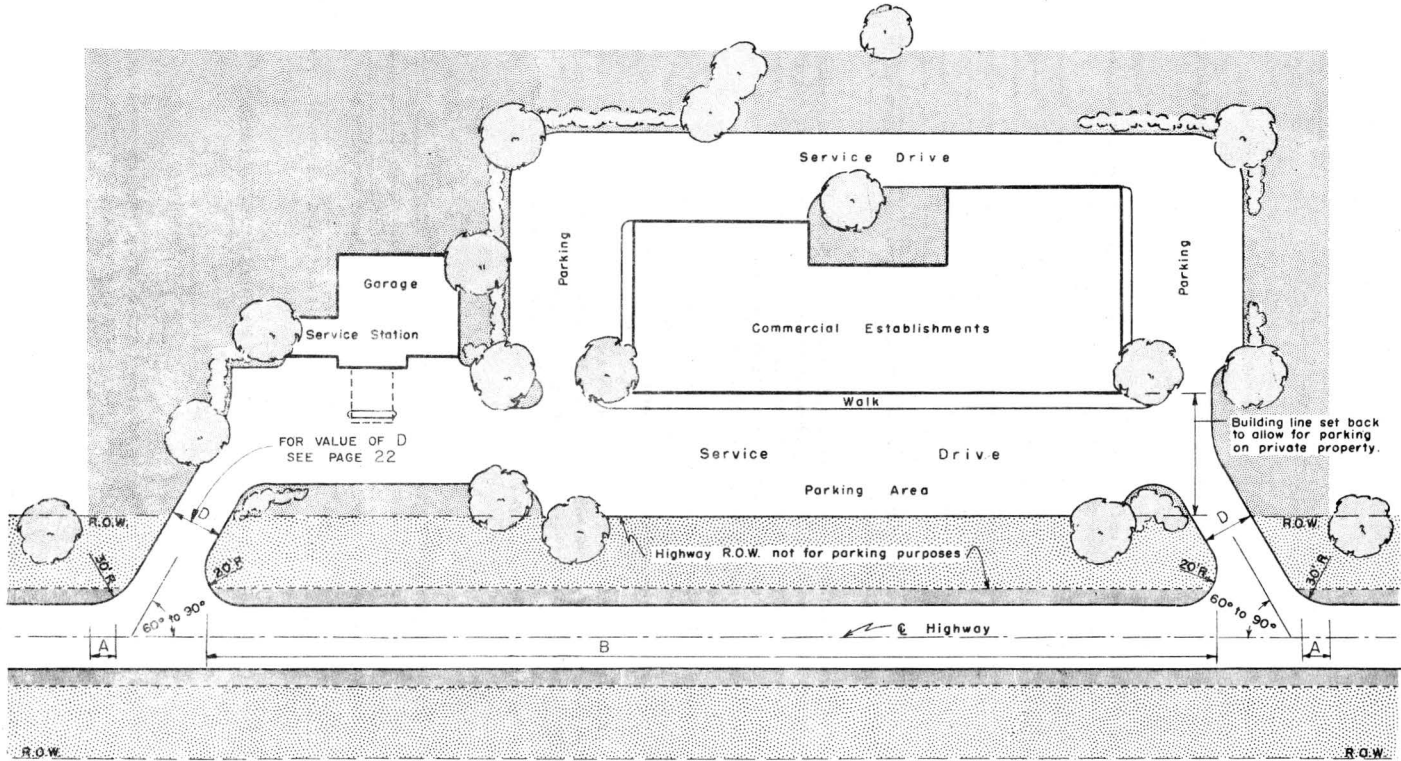 Service Drive
Parking
Parking
Garage
Service Station
Commercial Establishments
Walk
Building line set back
to allow for parking
on private property.
FOR VALUE OF D
SEE PAGE 22
Service Drive
Parking Area
R.O.W.
D
D
R.O.W.
Highway R.O.W. not for parking purposes
30'R.
20'R.
20'R.
30'R.
60° to 90°
60° to 90°
℄ Highway
A
B
A
R.O.W.
R.O.W.